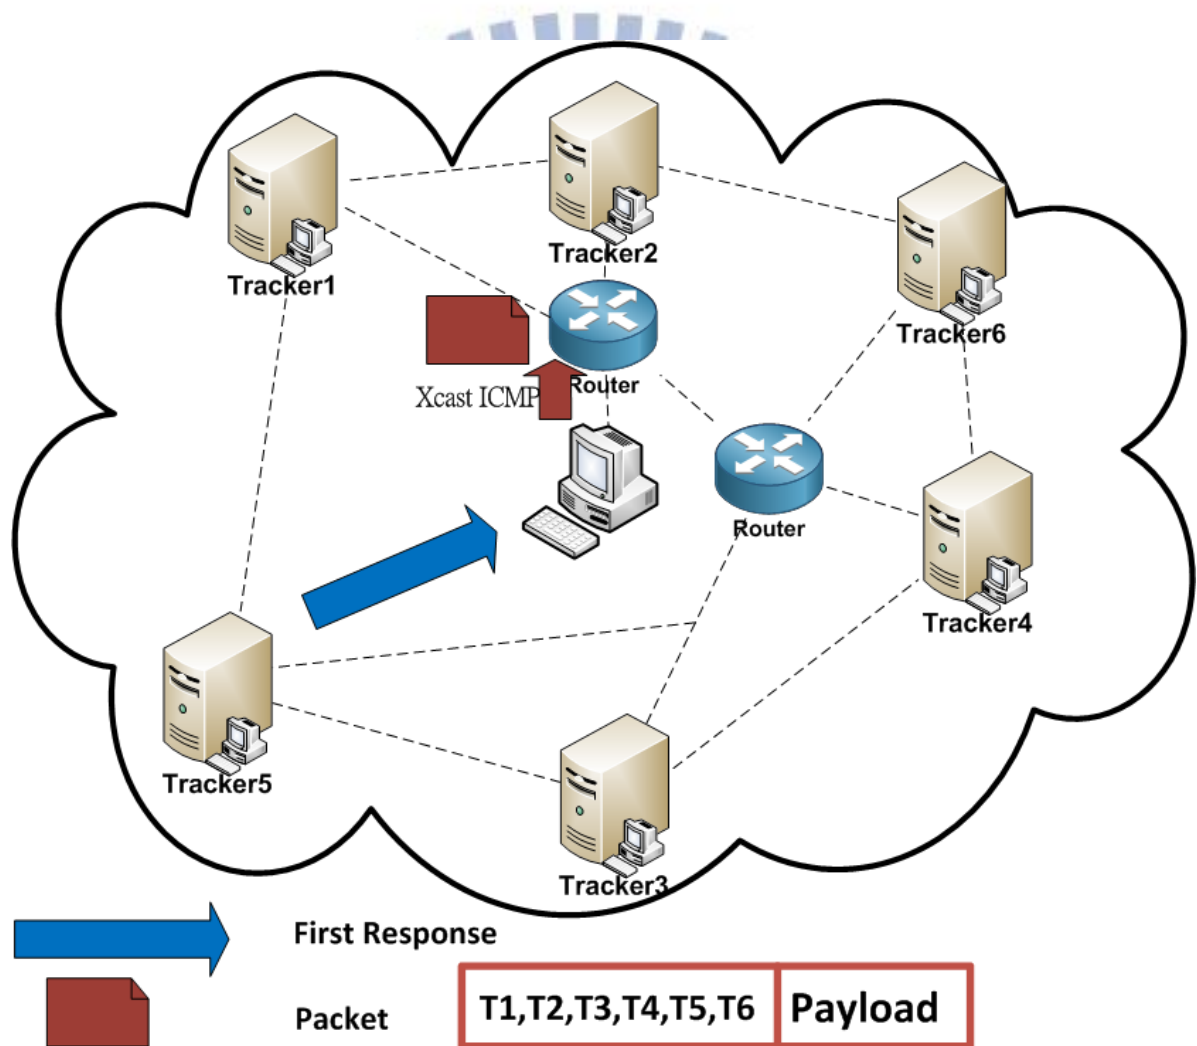 Tracker1
Tracker2
Tracker6
Xcast ICMP
Router
Router
Tracker4
Tracker5
Tracker3
First Response
Packet
T1,T2,T3,T4,T5,T6
Payload